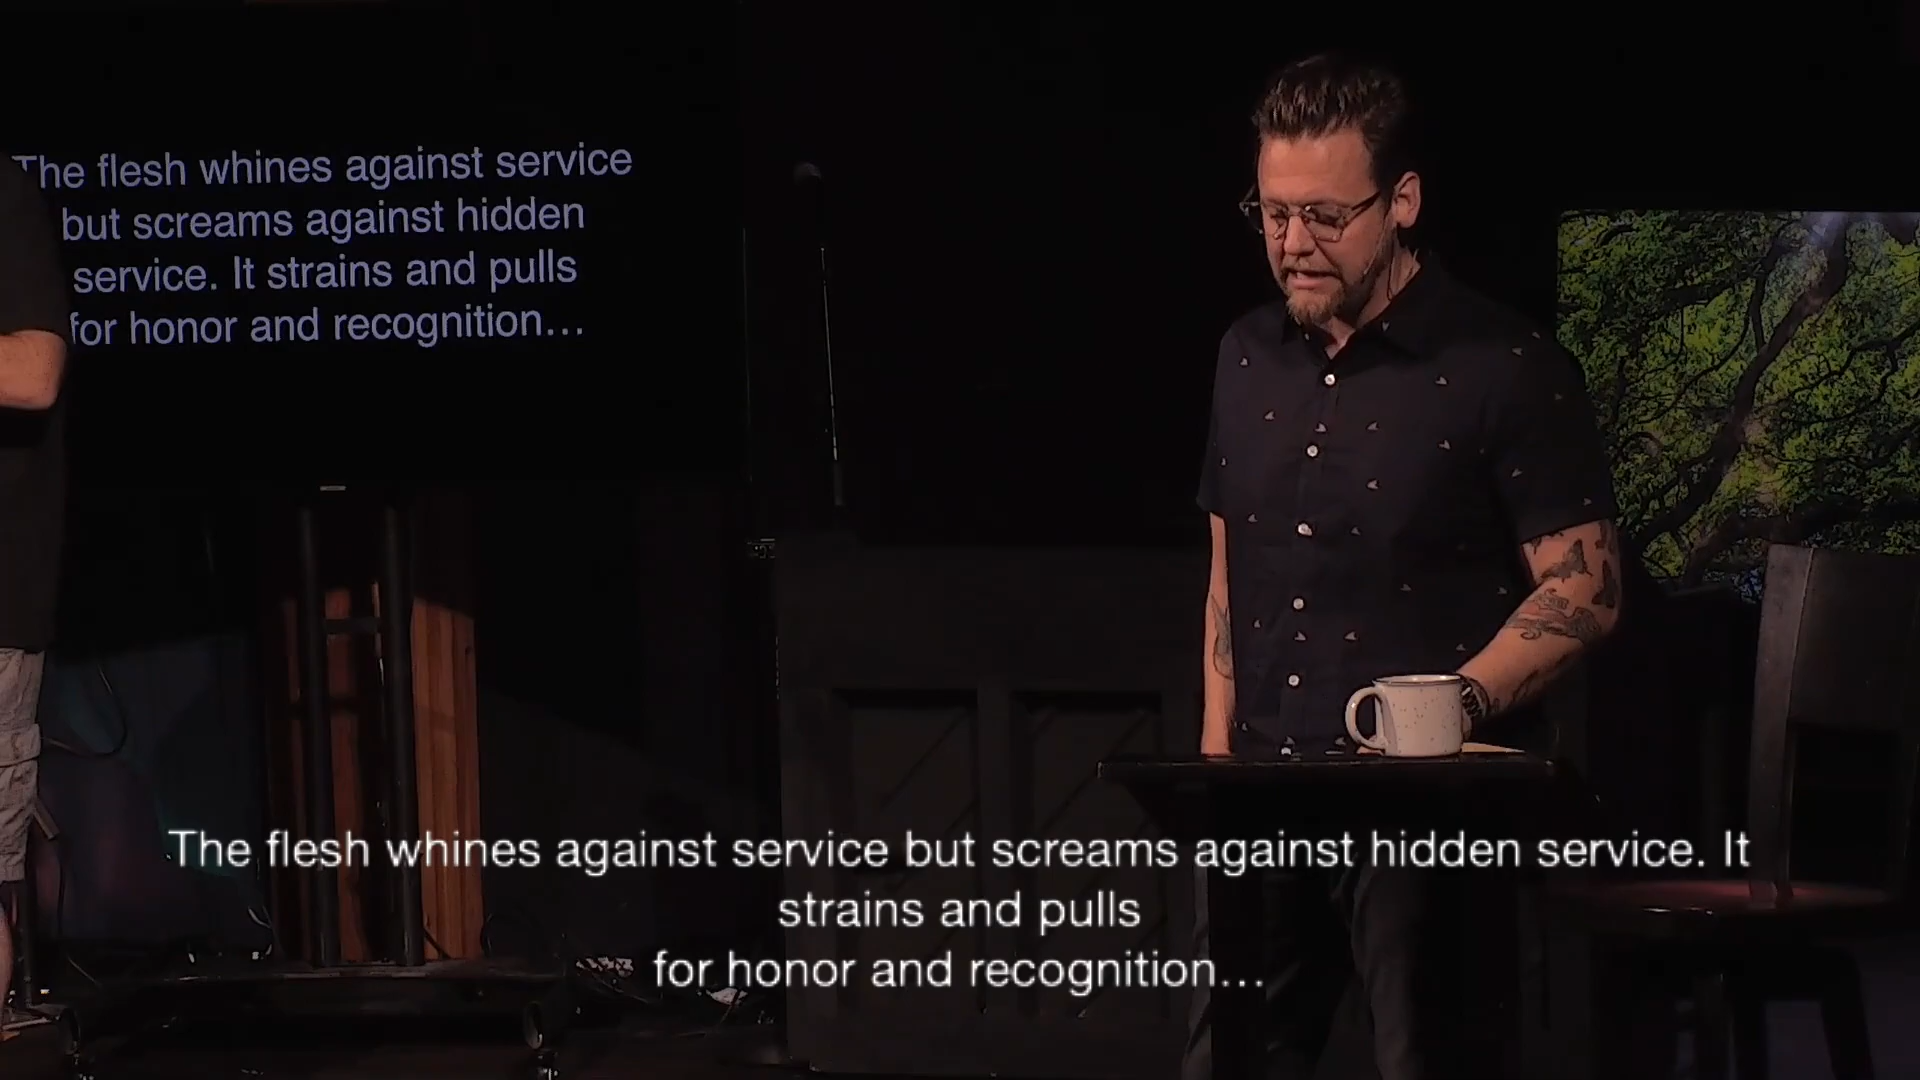 The flesh whines against service
but screams against hidden
service. It strains and pulls
for honor and recognition…
The flesh whines against service but screams against hidden service. It
strains and pulls
for honor and recognition…